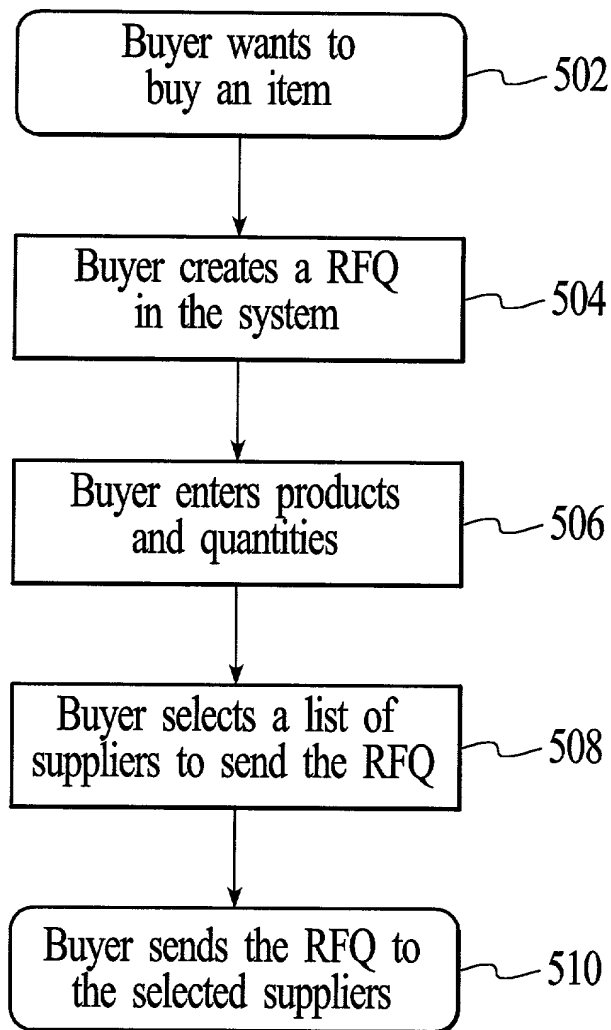 Buyer wants to
buy an item
502
Buyer creates a RFQ
in the system
504
Buyer enters products
and quantities
506
Buyer selects a list of
suppliers to send the RFQ
508
Buyer sends the RFQ to
the selected suppliers
510